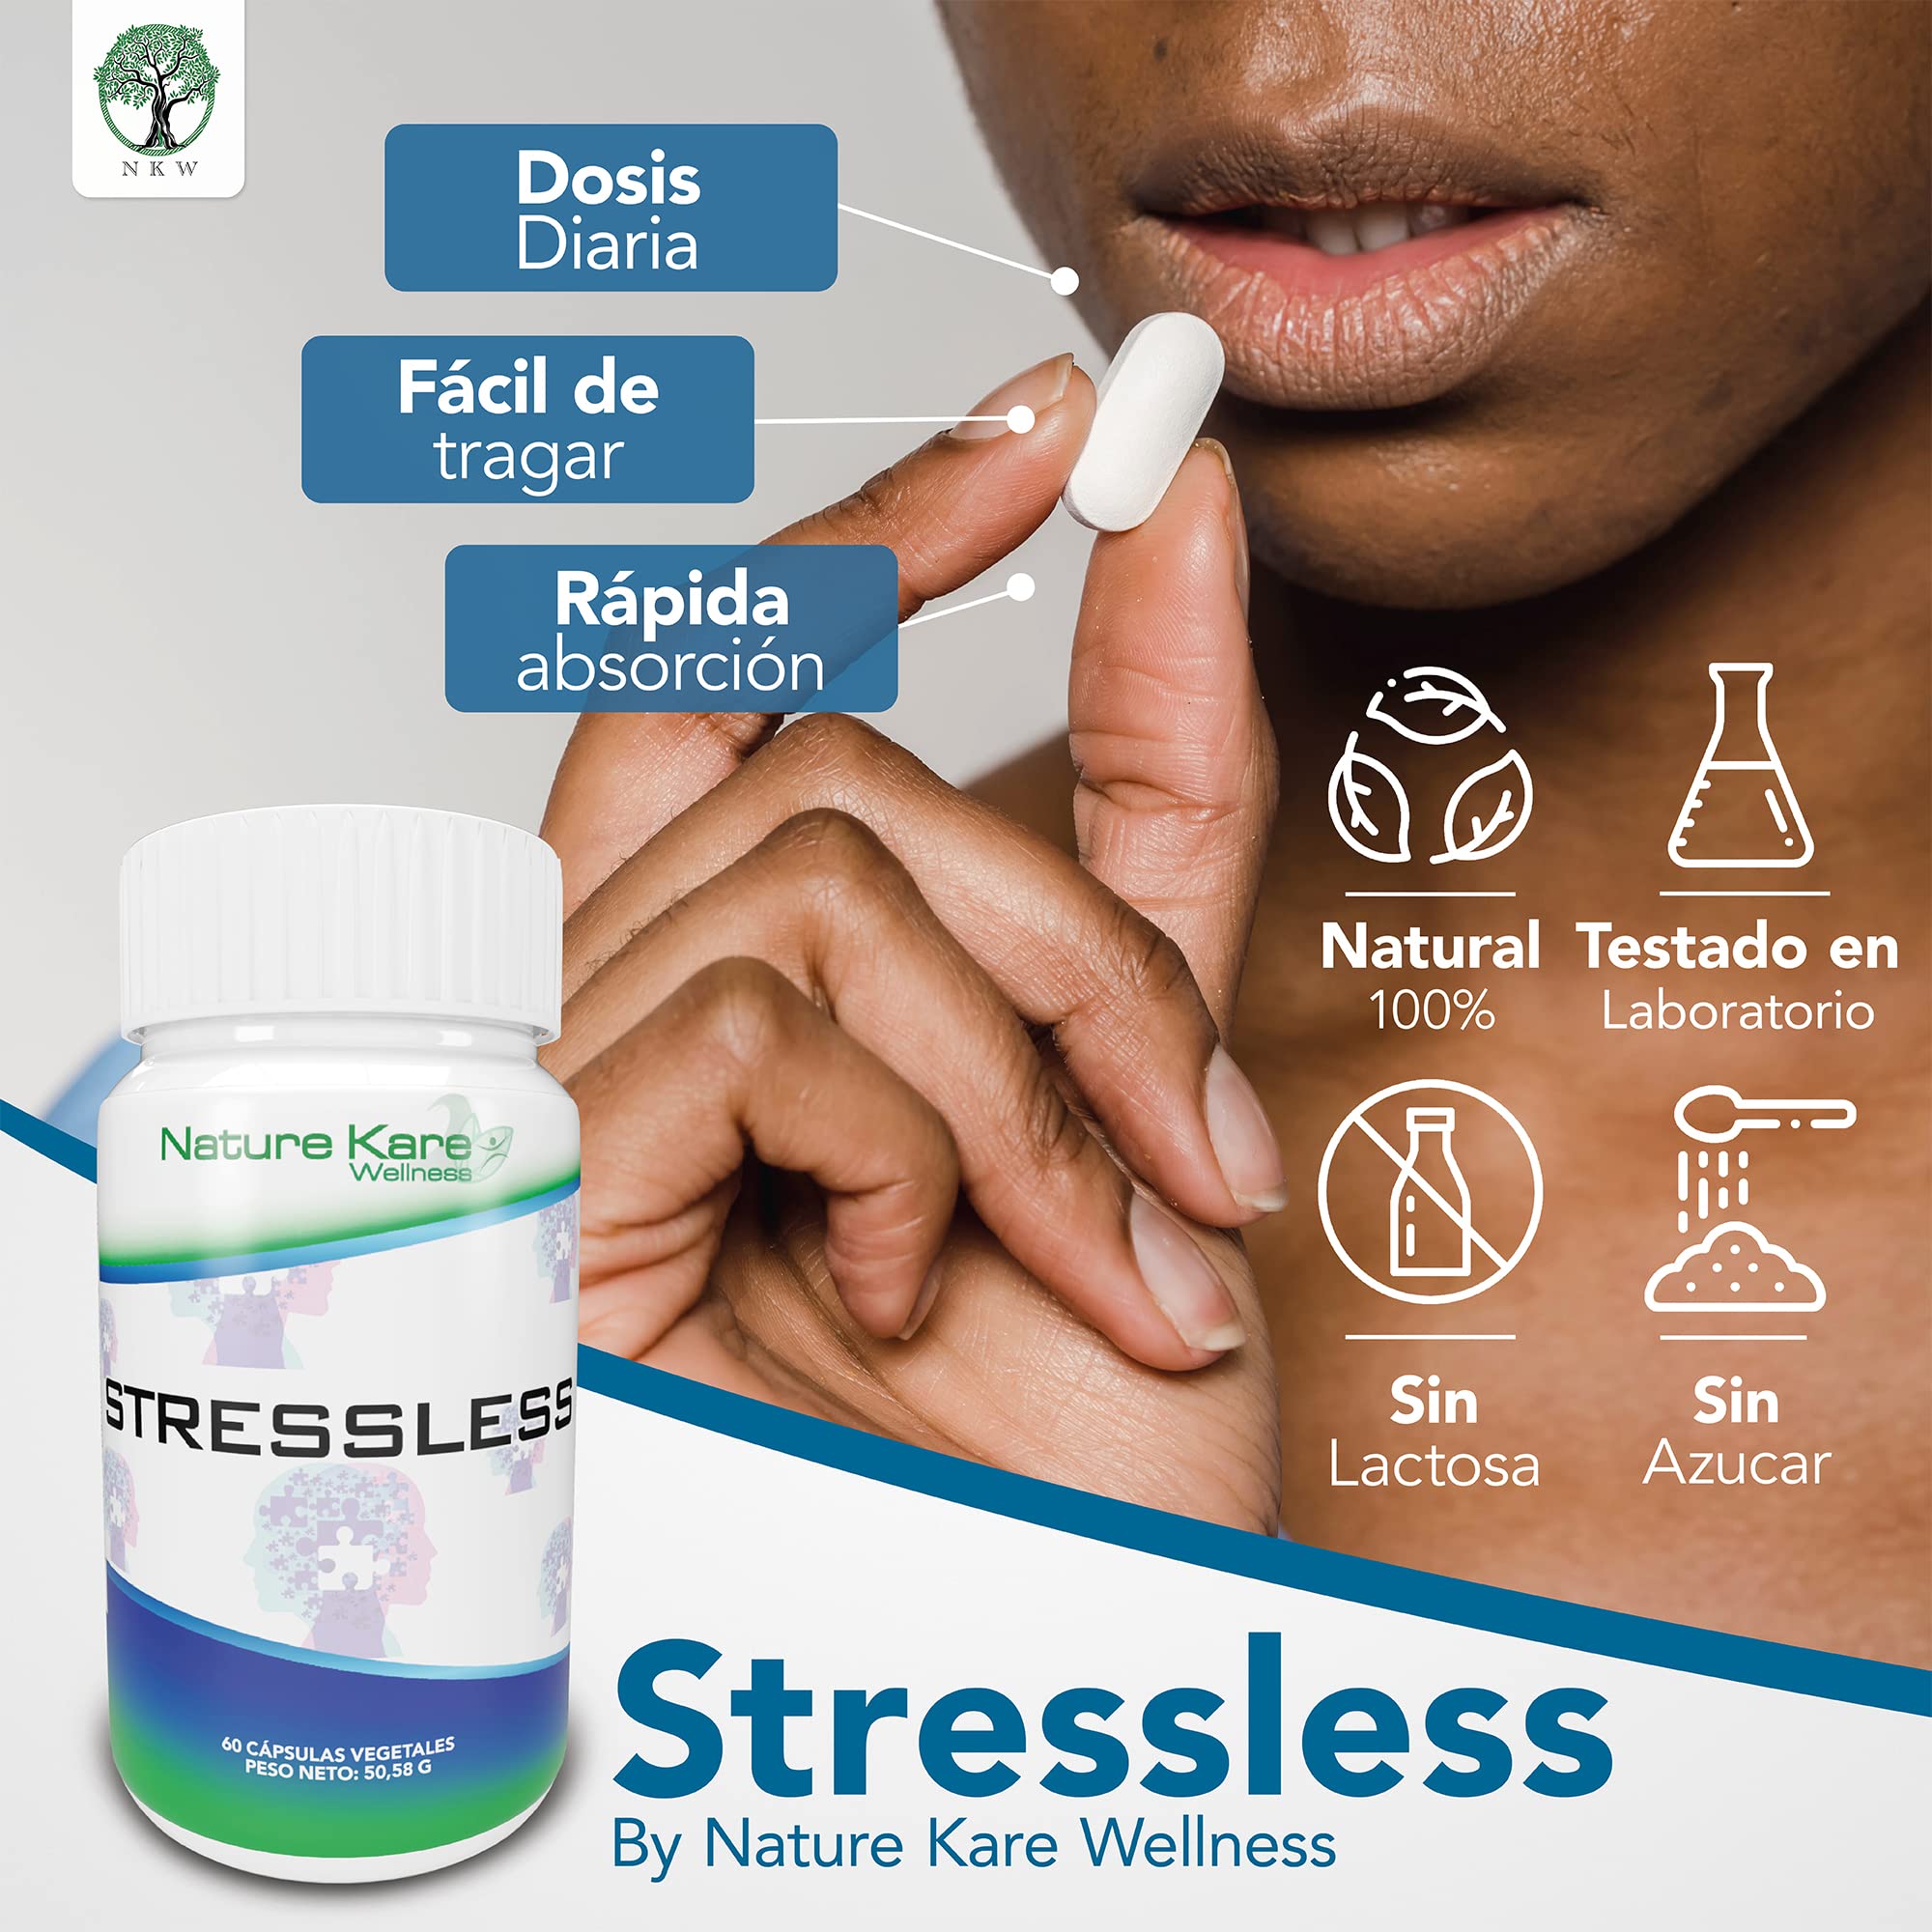 NKW
Dosis
Diaria
Fácil de
tragar
Rápida
absorción
Natural
100%
Testado en
Laboratorio
Sin
Lactosa
Sin
Azucar
Nature Kare
Wellness
STRESSLESS
60 CÁPSULAS VEGETALES
PESO NETO: 50,58 G
Stressless
By Nature Kare Wellness